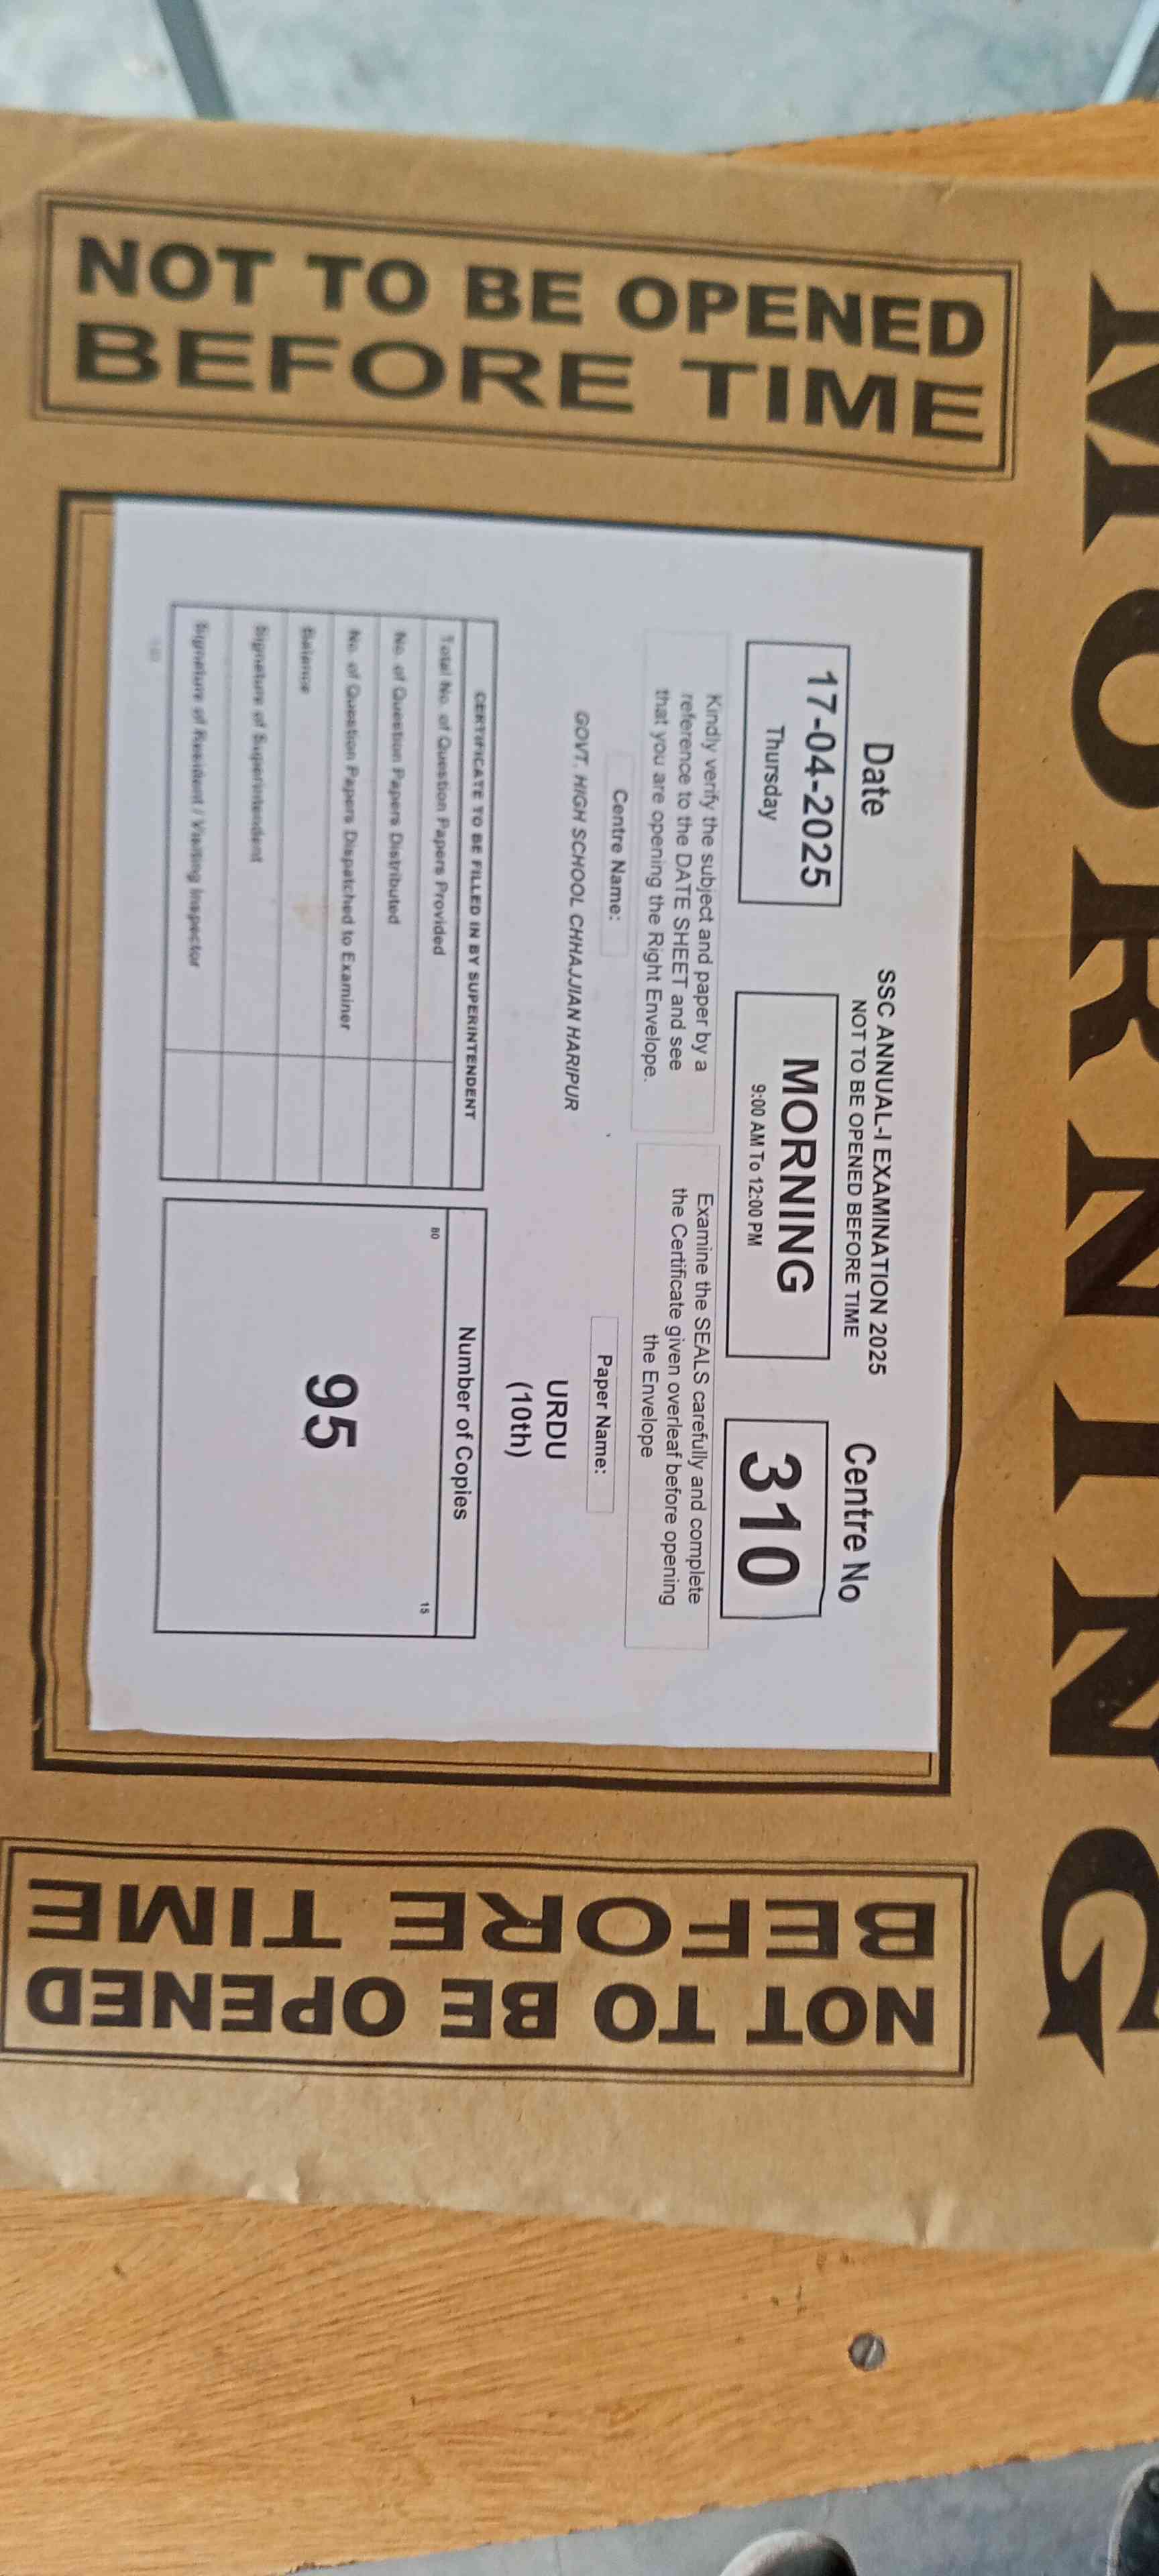 MORNING
NOT TO BE OPENED
BEFORE TIME
SSC ANNUAL-I EXAMINATION 2025
NOT TO BE OPENED BEFORE TIME
Date
17-04-2025
Thursday
MORNING
9:00 AM To 12:00 PM
Centre No
310
Kindly verify the subject and paper by a
reference to the DATE SHEET and see
that you are opening the Right Envelope.
Examine the SEALS carefully and complete
the Certificate given overleaf before opening
the Envelope
Centre Name:
GOVT. HIGH SCHOOL CHHAJJIAN HARIPUR
Paper Name:
URDU
(10th)
CERTIFICATE TO BE FILLED IN BY SUPERINTENDENT
Total No. of Question Papers Provided
No. of Question Papers Distributed
No. of Question Papers Dispatched to Examiner
Balance
Signature of Superintendent
Signature of Resident / Visiting Inspector
Number of Copies
80
15
95
NOT TO BE OPENED
BEFORE TIME